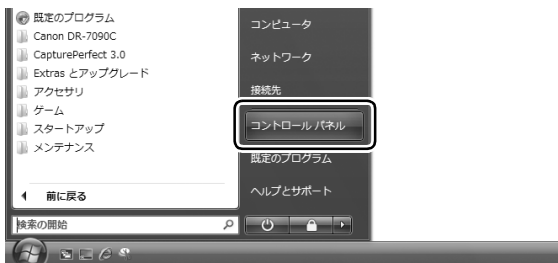 既定のプログラム
Canon DR-7090C
CapturePerfect 3.0
Extras とアップグレード
アクセサリ
ゲーム
スタートアップ
メンテナンス
前に戻る
検索の開始
コンピュータ
ネットワーク
接続先
コントロール パネル
既定のプログラム
ヘルプとサポート